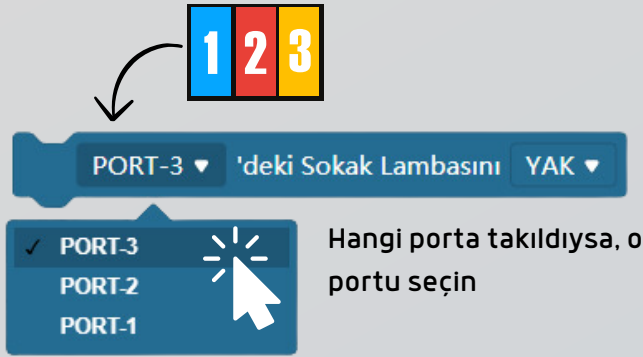 1 2 3
PORT-3 'deki Sokak Lambasını YAK
✓ PORT-3
PORT-2
PORT-1
Hangi porta takıldıysa, o
portu seçin